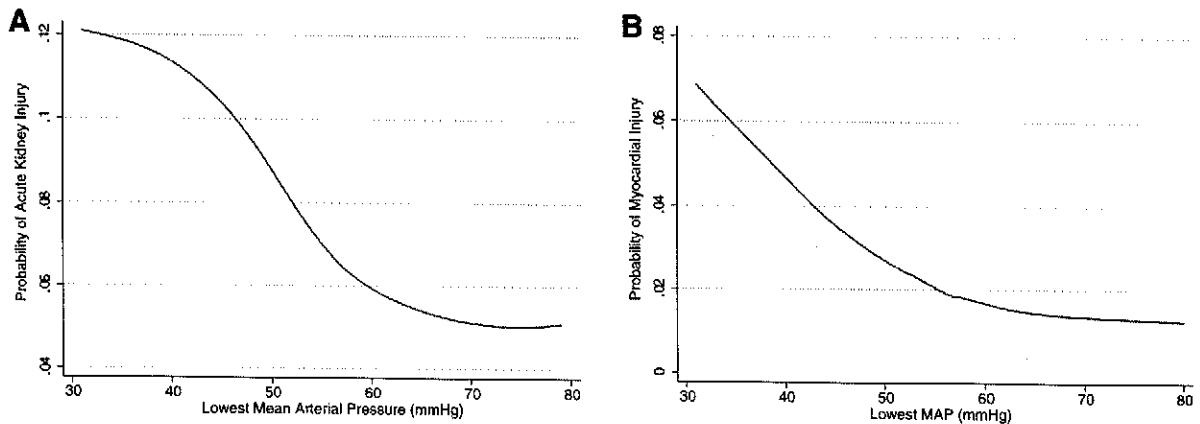 A
Probability of Acute Kidney Injury
.12
.1
.08
.06
.04
30 40 50 60 70 80
Lowest Mean Arterial Pressure (mmHg)
B
Probability of Myocardial Injury
.08
.06
.04
.02
0
30 40 50 60 70 80
Lowest MAP (mmHg)